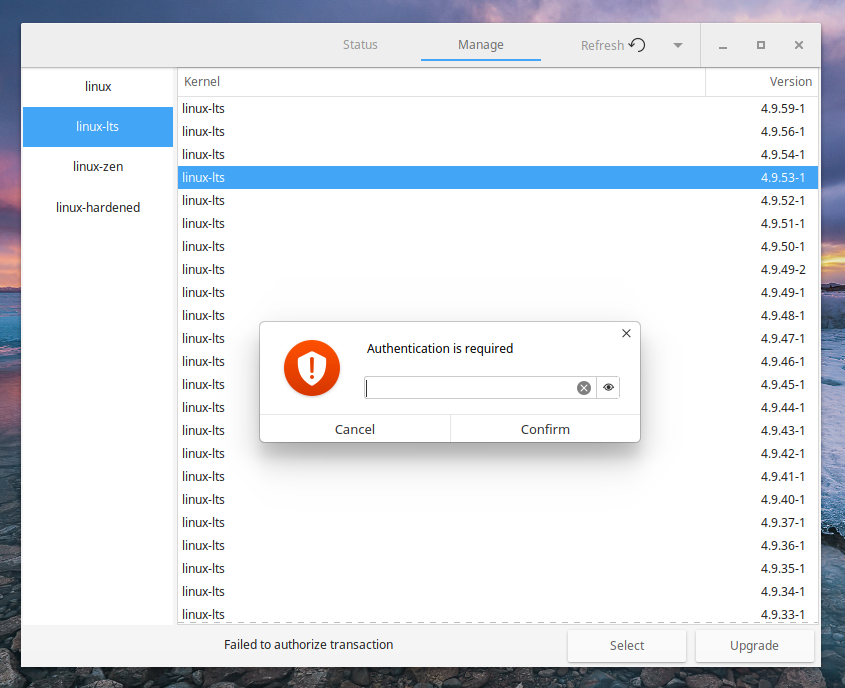 Status
Manage
Refresh
linux
linux-lts
linux-zen
linux-hardened
Kernel Version
linux-lts 4.9.59-1
linux-lts 4.9.56-1
linux-lts 4.9.54-1
linux-lts 4.9.53-1
linux-lts 4.9.52-1
linux-lts 4.9.51-1
linux-lts 4.9.50-1
linux-lts 4.9.49-2
linux-lts 4.9.49-1
linux-lts 4.9.48-1
linux-lts 4.9.47-1
linux-lts 4.9.46-1
linux-lts 4.9.45-1
linux-lts 4.9.44-1
linux-lts 4.9.43-1
linux-lts 4.9.42-1
linux-lts 4.9.41-1
linux-lts 4.9.40-1
linux-lts 4.9.37-1
linux-lts 4.9.36-1
linux-lts 4.9.35-1
linux-lts 4.9.34-1
linux-lts 4.9.33-1
Authentication is required
Cancel
Confirm
Failed to authorize transaction
Select
Upgrade